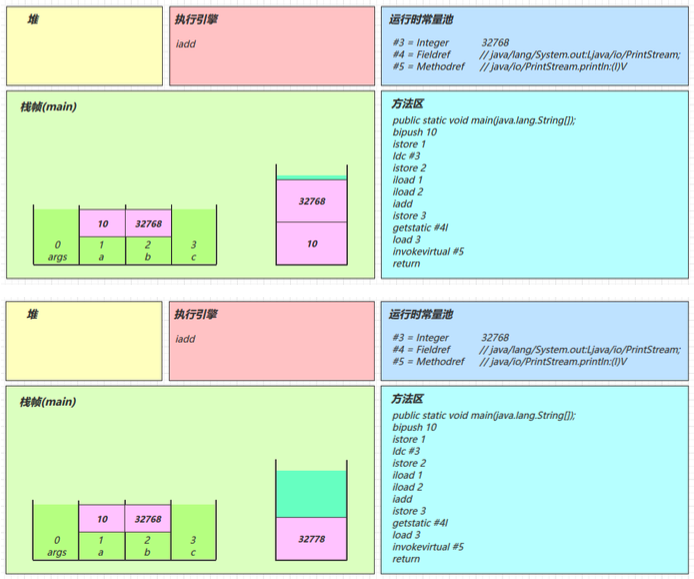 堆
执行引擎
iadd
运行时常量池
#3 = Integer 32768
#4 = Fieldref // java/lang/System.out:Ljava/io/PrintStream;
#5 = Methodref // java/io/PrintStream.println:(I)V
栈帧(main)
10 32768
0 1 2 3
args a b c
32768
10
方法区
public static void main(java.lang.String[]);
bipush 10
istore 1
ldc #3
istore 2
iload 1
iload 2
iadd
istore 3
getstatic #4I
load 3
invokevirtual #5
return
堆
执行引擎
iadd
运行时常量池
#3 = Integer 32768
#4 = Fieldref // java/lang/System.out:Ljava/io/PrintStream;
#5 = Methodref // java/io/PrintStream.println:(I)V
栈帧(main)
10 32768
0 1 2 3
args a b c
32778
方法区
public static void main(java.lang.String[]);
bipush 10
istore 1
ldc #3
istore 2
iload 1
iload 2
iadd
istore 3
getstatic #4I
load 3
invokevirtual #5
return